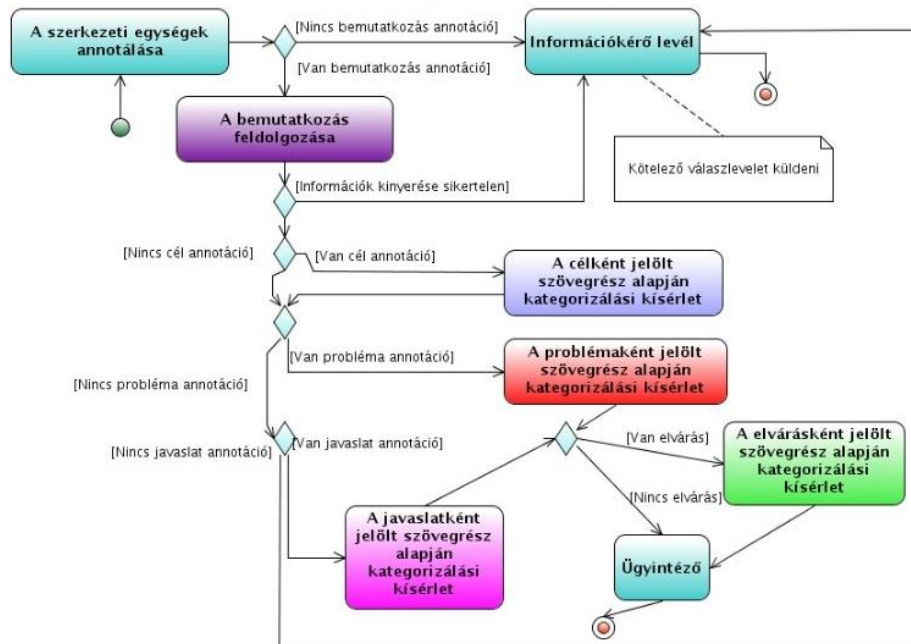 A szerkezeti egységek
annotálása
[Nincs bemutatkozás annotáció]
Információkérő levél
[Van bemutatkozás annotáció]
A bemutatkozás
feldolgozása
Kötelező válaszlevelet küldeni
[Információk kinyerése sikertelen]
[Nincs cél annotáció]
[Van cél annotáció]
A célként jelölt
szövegrész alapján
kategorizálási kísérlet
[Van probléma annotáció]
A problémaként jelölt
szövegrész alapján
kategorizálási kísérlet
[Nincs probléma annotáció]
[Nincs javaslat annotáció]
[Van javaslat annotáció]
[Van elvárás]
A elvárásként jelölt
szövegrész alapján
kategorizálási
kísérlet
[Nincs elvárás]
A javaslatként
jelölt szövegrész
alapján
kategorizálási
kísérlet
Ügyintéző